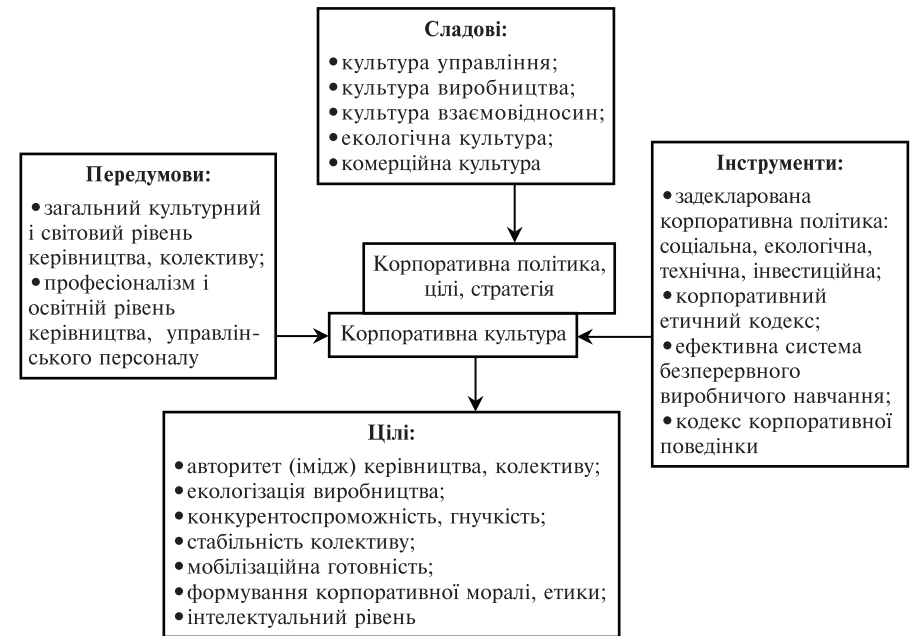 Сладові:
•культура управління;
•культура виробництва;
•культура взаємовідносин;
•екологічна культура;
•комерційна культура
Передумови:
•загальний культурний
і світовий рівень
керівництва, колективу;
•професіоналізм і
освітній рівень
керівництва, управлін-
ського персоналу
Корпоративна політика,
цілі, стратегія
Корпоративна культура
Інструменти:
•задекларована
корпоративна політика:
соціальна, екологічна,
технічна, інвестиційна;
•корпоративний
етичний кодекс;
•ефективна система
безперервного
виробничого навчання;
•кодекс корпоративної
поведінки
Цілі:
•авторитет (імідж) керівництва, колективу;
•екологізація виробництва;
•конкурентоспроможність, гнучкість;
•стабільність колективу;
•мобілізаційна готовність;
•формування корпоративної моралі, етики;
•інтелектуальний рівень